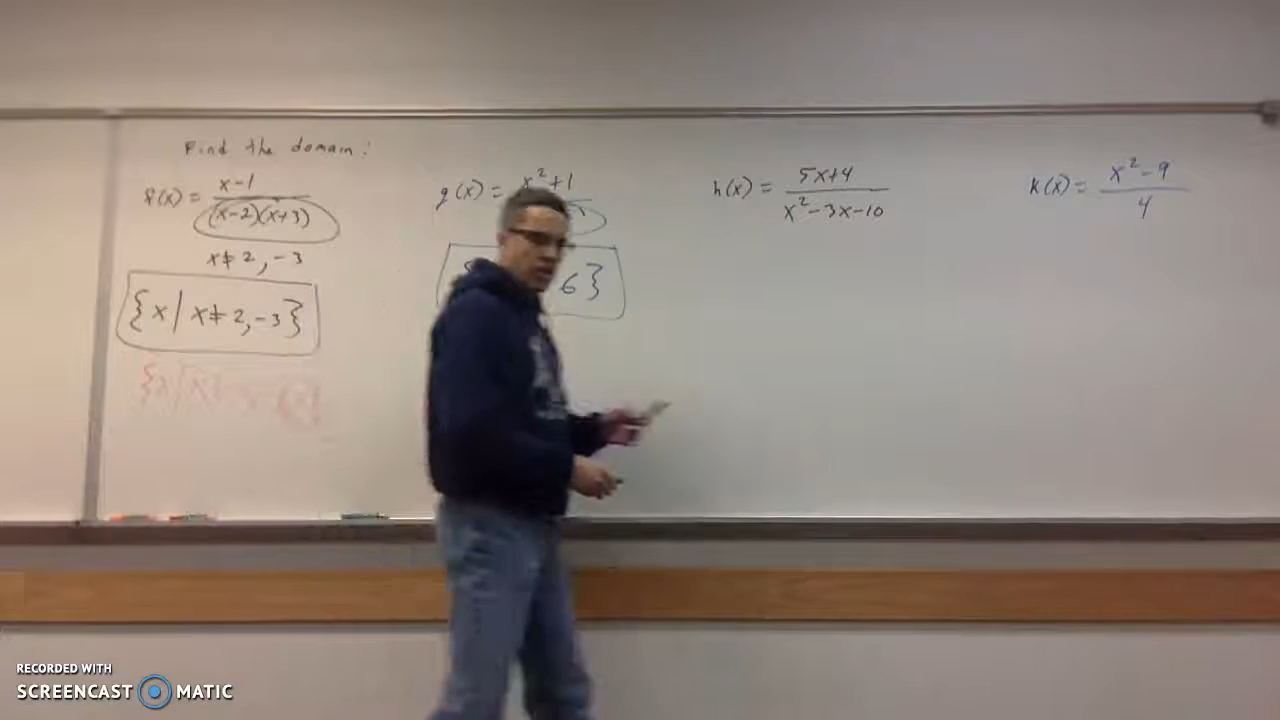 Find the domain:
f(x) = x-1
(x-2)(x+3)
x≠2, -3
{x | x≠2, -3}
g(x) = x²+1
6}
h(x) = 5x+4
x²-3x-10
k(x) = x²-9
4
RECORDED WITH
SCREENCAST MATIC